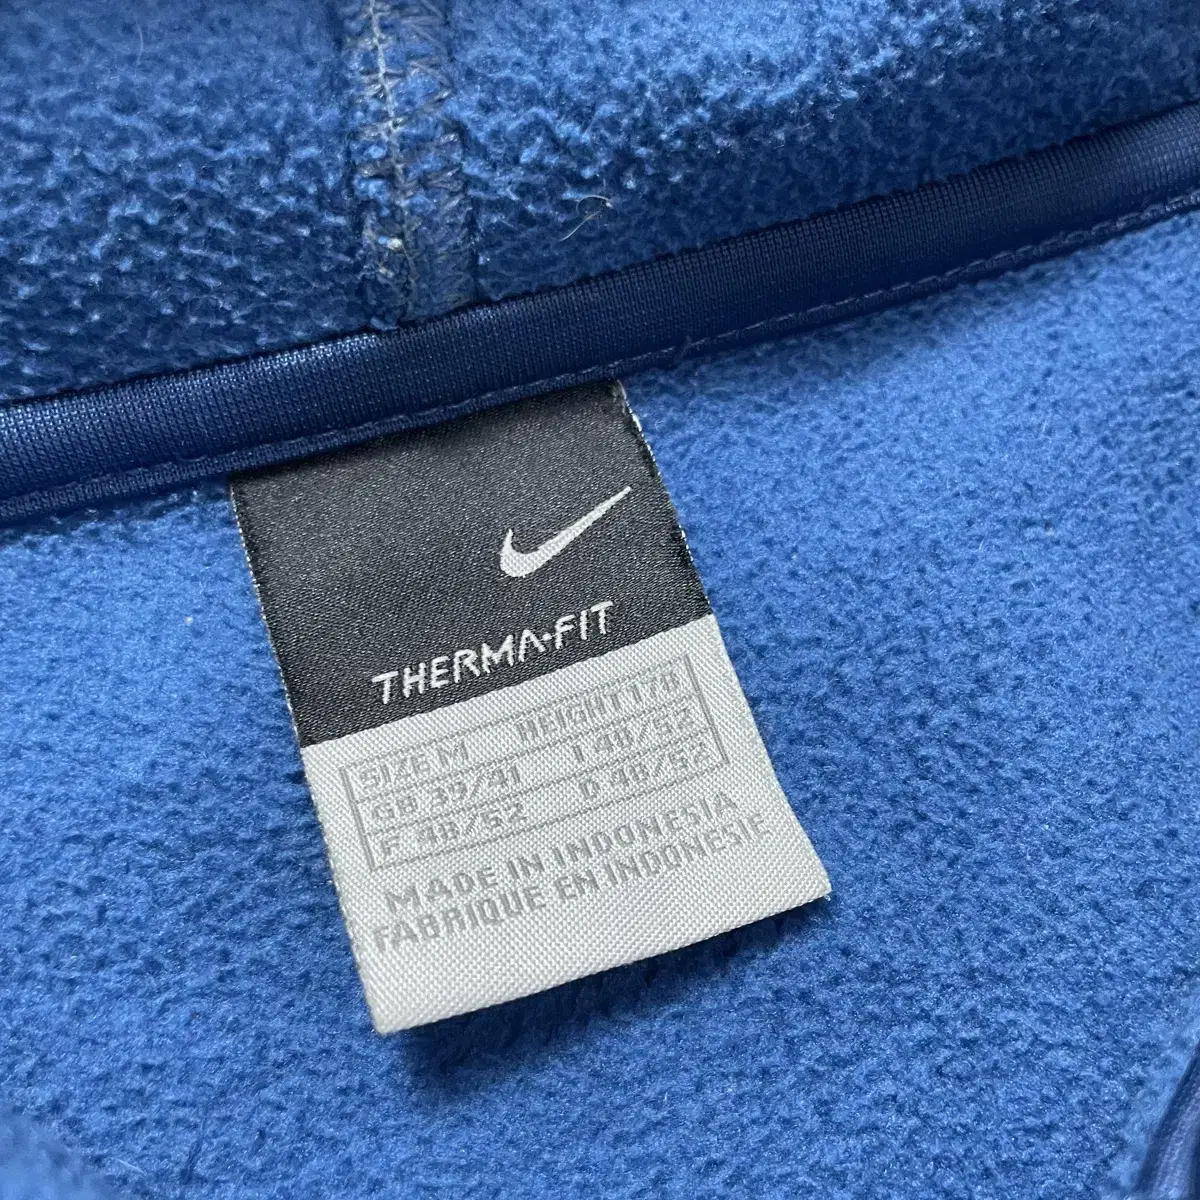 THERMA·FIT
SIZE M HEIGHT 170
GB 39/41 I 48/52
F 48/52 D 48/52
MADE IN INDONESIA
FABRIQUE EN INDONESIE